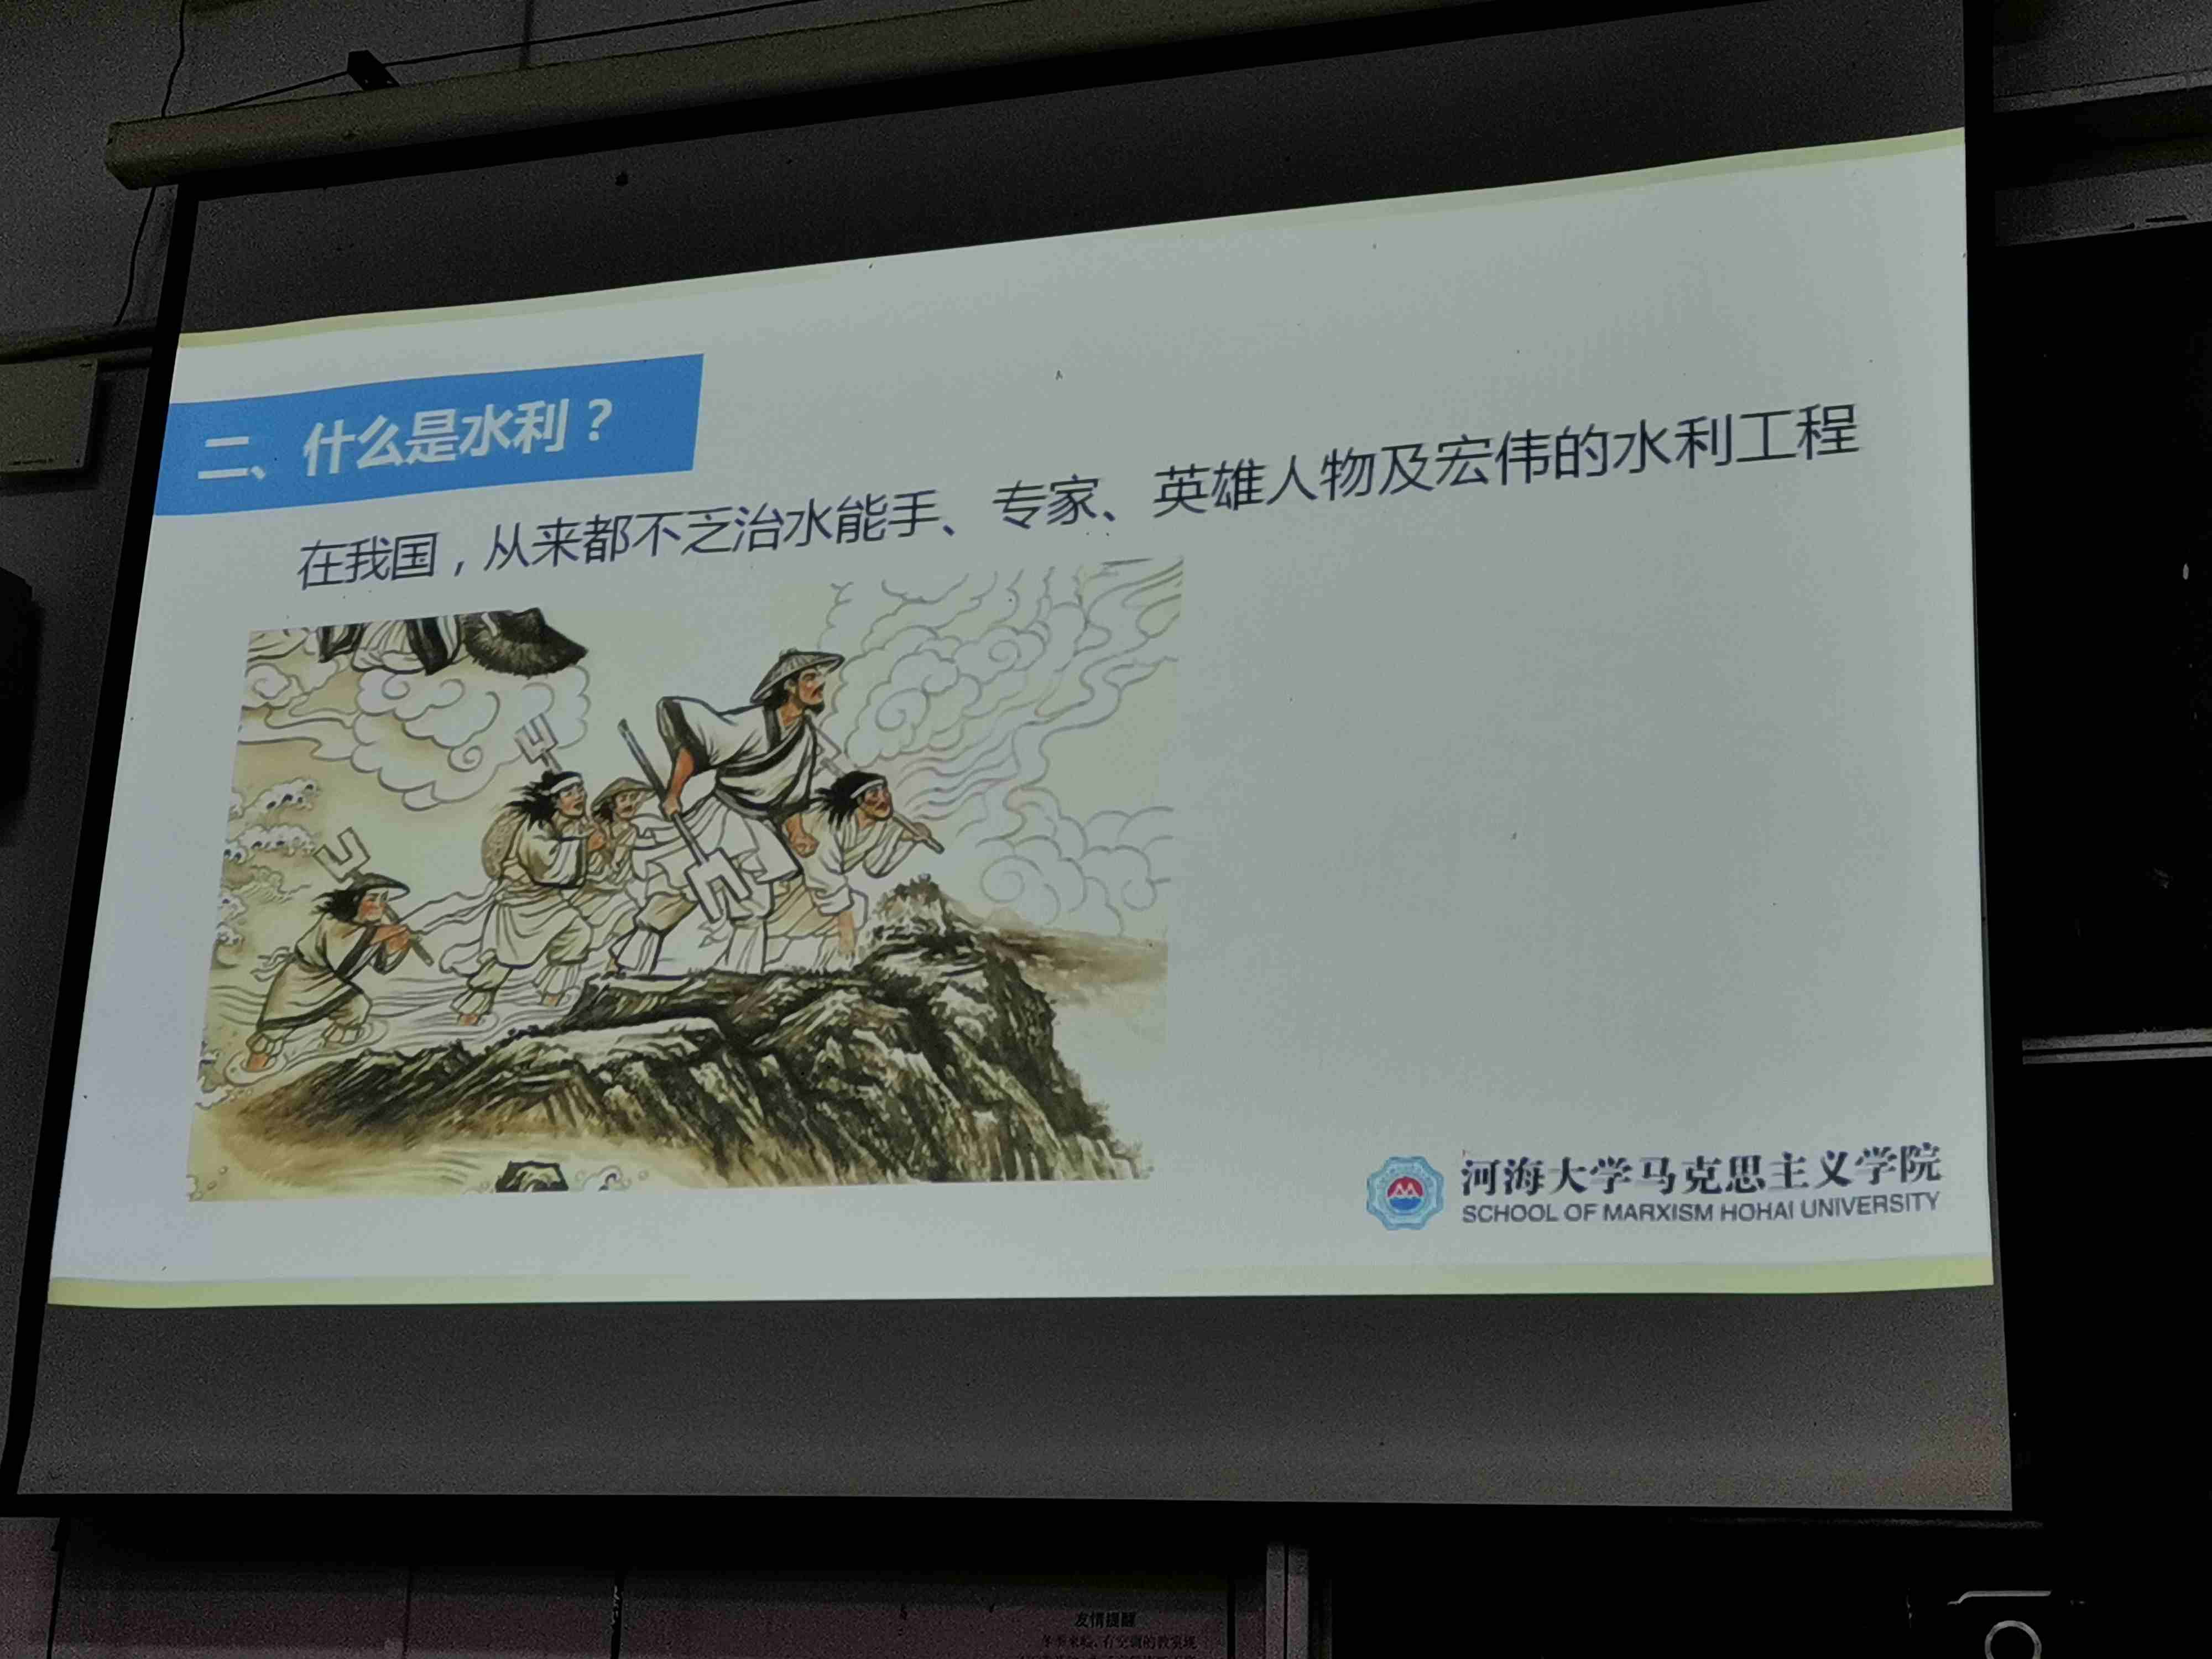 二、什么是水利？
在我国，从来都不乏治水能手、专家、英雄人物及宏伟的水利工程
河海大学马克思主义学院
SCHOOL OF MARXISM HOHAI UNIVERSITY
友情提醒